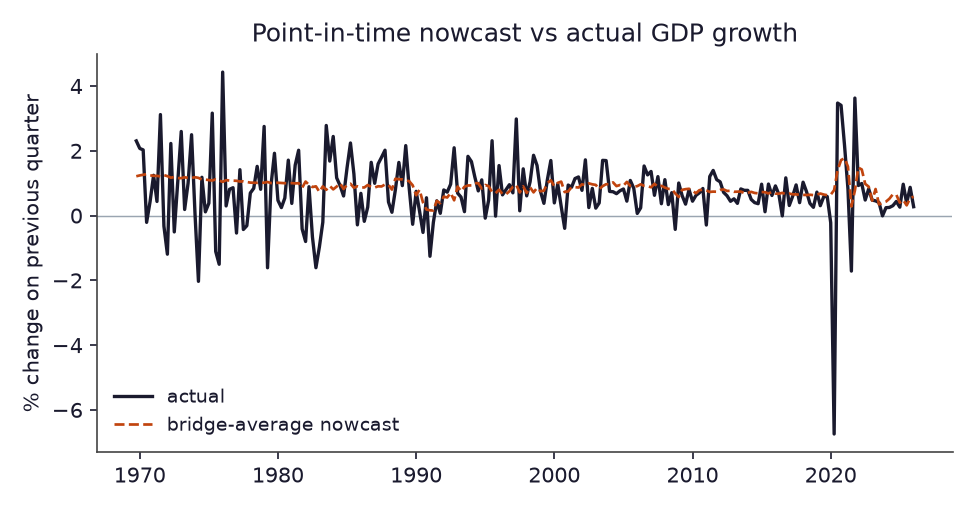 Point-in-time nowcast vs actual GDP growth
% change on previous quarter
4
2
0
−2
−4
−6
actual
bridge-average nowcast
1970 1980 1990 2000 2010 2020